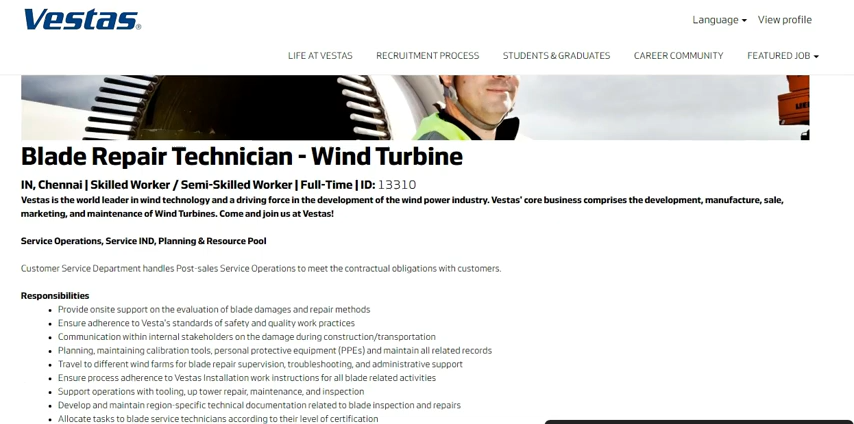 Vestas®
Language
View profile
LIFE AT VESTAS
RECRUITMENT PROCESS
STUDENTS & GRADUATES
CAREER COMMUNITY
FEATURED JOB
Blade Repair Technician - Wind Turbine
IN, Chennai | Skilled Worker / Semi-Skilled Worker | Full-Time | ID: 13310
Vestas is the world leader in wind technology and a driving force in the development of the wind power industry. Vestas' core business comprises the development, manufacture, sale,
marketing, and maintenance of Wind Turbines. Come and join us at Vestas!
Service Operations, Service IND, Planning & Resource Pool
Customer Service Department handles Post-sales Service Operations to meet the contractual obligations with customers.
Responsibilities
• Provide onsite support on the evaluation of blade damages and repair methods
• Ensure adherence to Vesta's standards of safety and quality work practices
• Communication within internal stakeholders on the damage during construction/transportation
• Planning, maintaining calibration tools, personal protective equipment (PPEs) and maintain all related records
• Travel to different wind farms for blade repair supervision, troubleshooting, and administrative support
• Ensure process adherence to Vestas Installation work instructions for all blade related activities
• Support operations with tooling, up tower repair, maintenance, and inspection
• Develop and maintain region-specific technical documentation related to blade inspection and repairs
• Allocate tasks to blade service technicians according to their level of certification